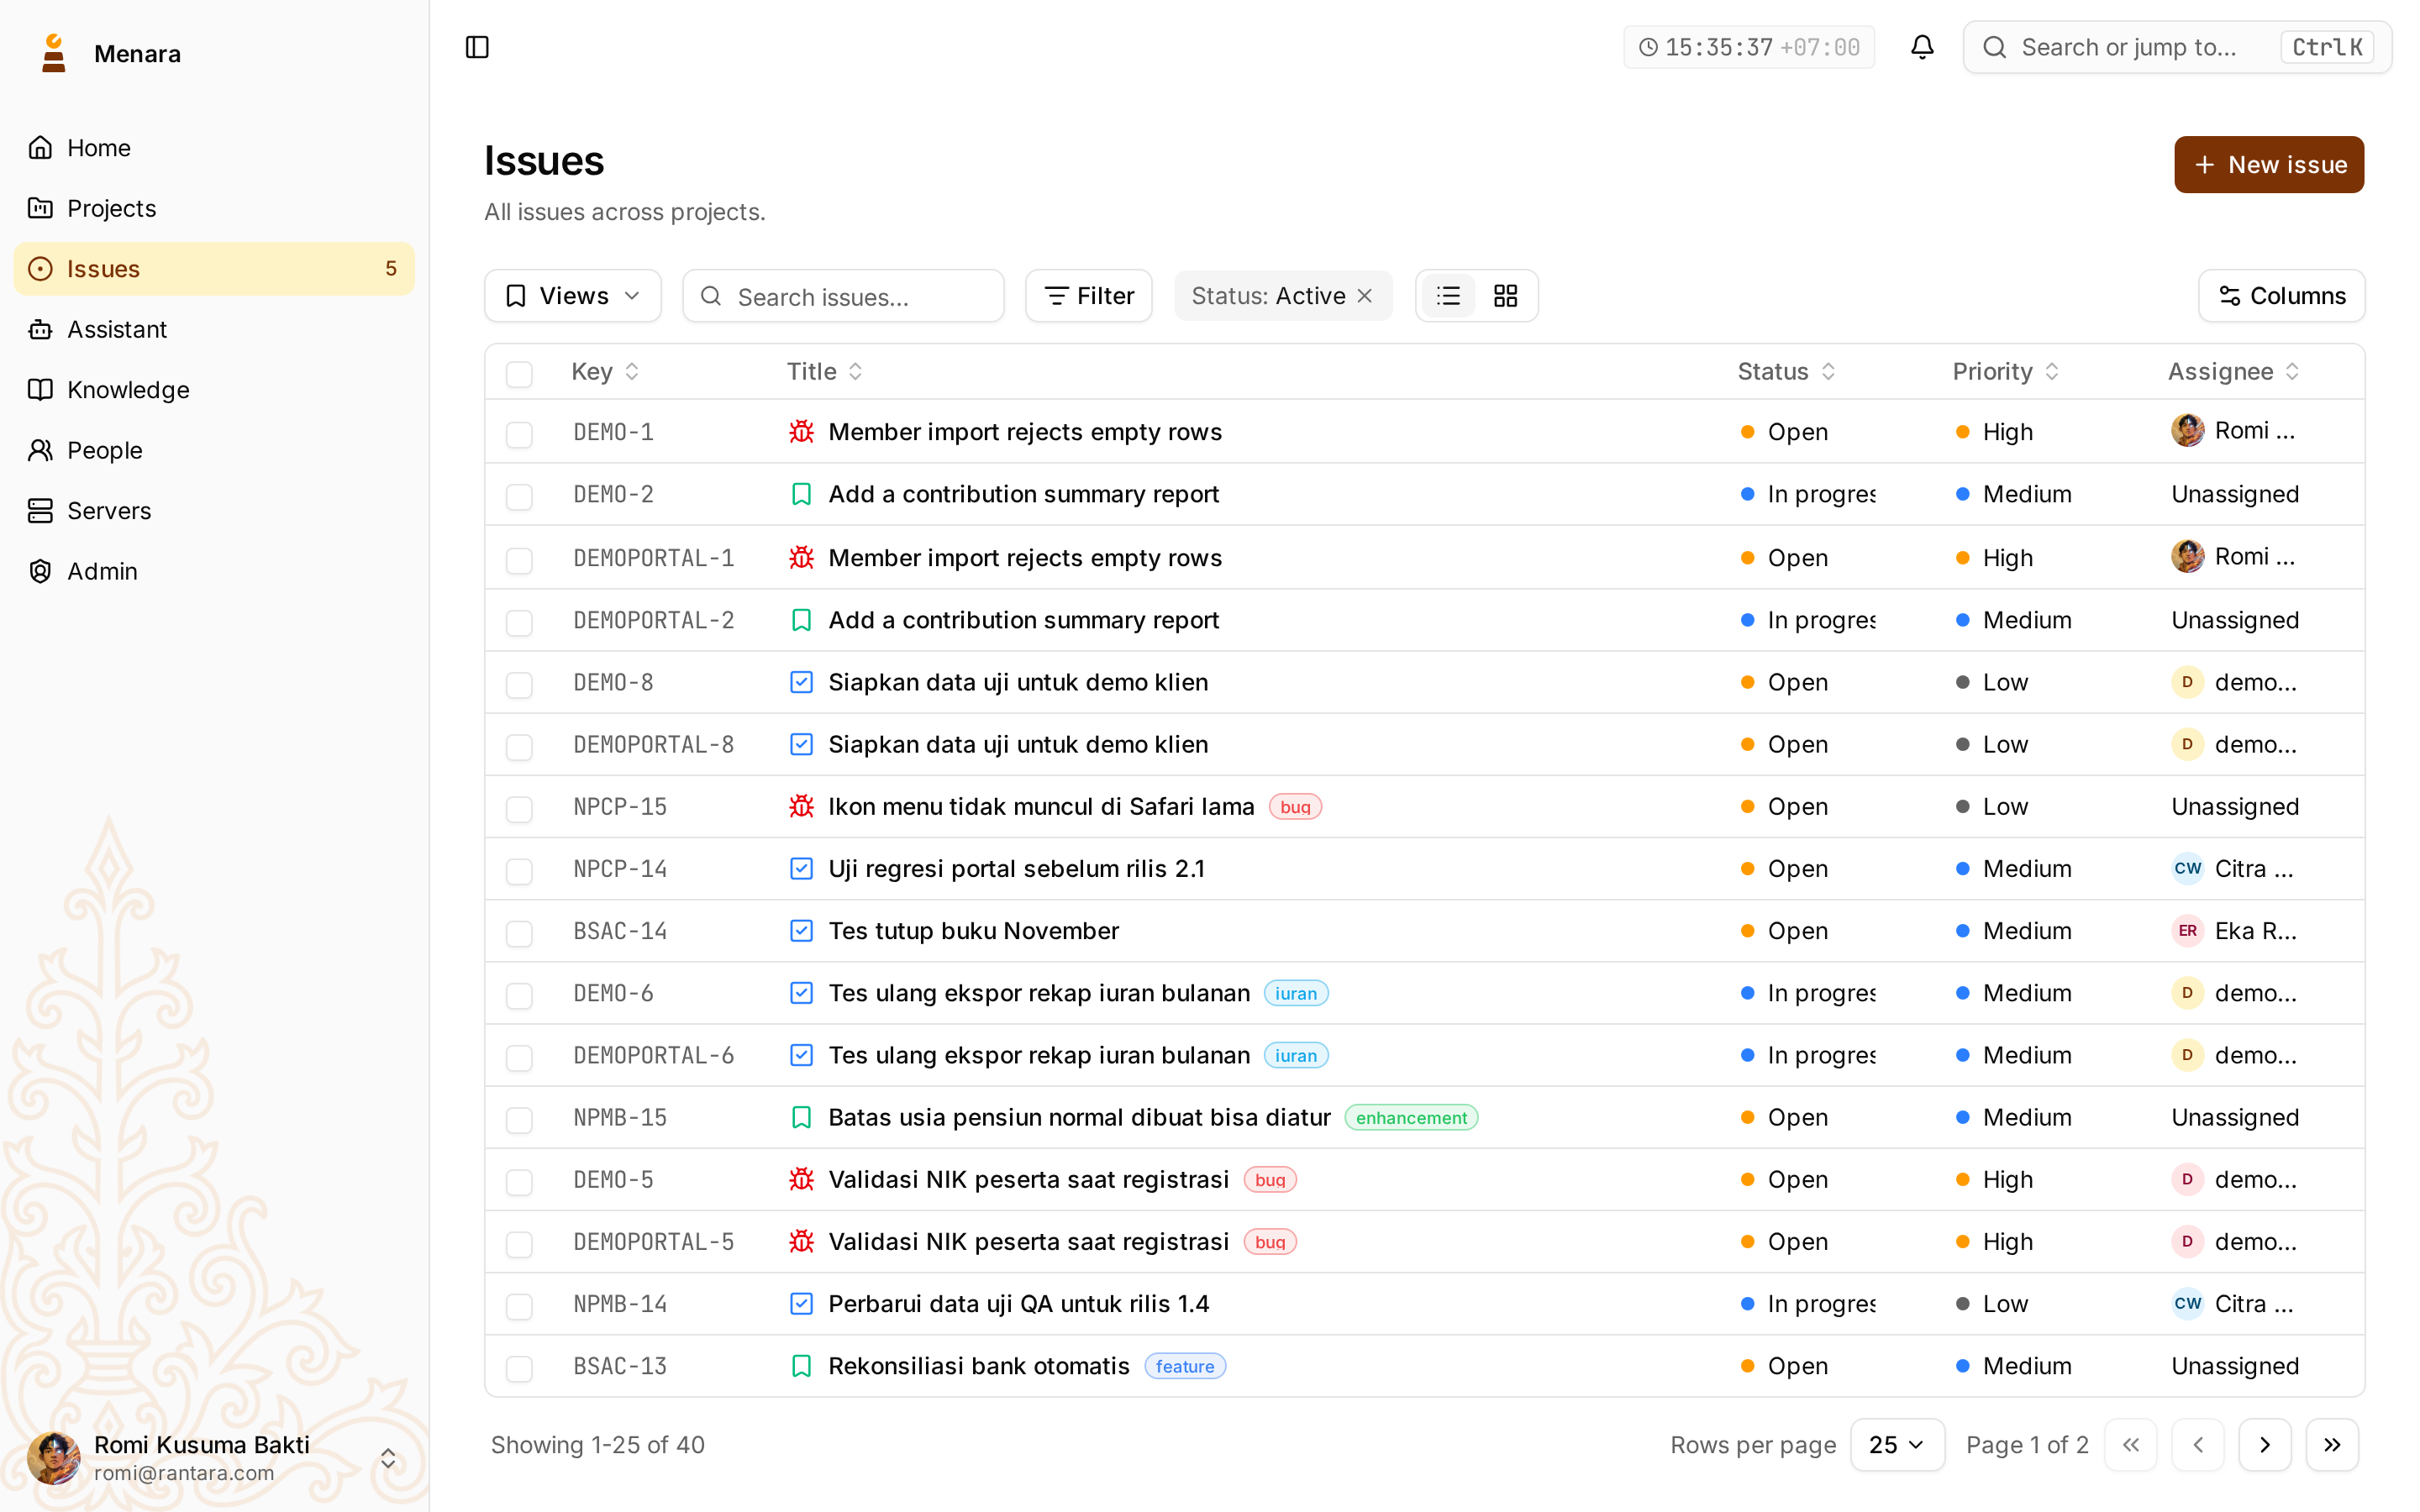 Menara
15:35:37 +07:00
Search or jump to... Ctrl K
Home
Projects
Issues 5
Assistant
Knowledge
People
Servers
Admin
Romi Kusuma Bakti
romi@rantara.com
Issues
All issues across projects.
New issue
Views
Search issues...
Filter
Status: Active
Columns
Key Title Status Priority Assignee
DEMO-1 Member import rejects empty rows Open High Romi ...
DEMO-2 Add a contribution summary report In progres Medium Unassigned
DEMOPORTAL-1 Member import rejects empty rows Open High Romi ...
DEMOPORTAL-2 Add a contribution summary report In progres Medium Unassigned
DEMO-8 Siapkan data uji untuk demo klien Open Low D demo...
DEMOPORTAL-8 Siapkan data uji untuk demo klien Open Low D demo...
NPCP-15 Ikon menu tidak muncul di Safari lama bug Open Low Unassigned
NPCP-14 Uji regresi portal sebelum rilis 2.1 Open Medium CW Citra ...
BSAC-14 Tes tutup buku November Open Medium ER Eka R...
DEMO-6 Tes ulang ekspor rekap iuran bulanan iuran In progres Medium D demo...
DEMOPORTAL-6 Tes ulang ekspor rekap iuran bulanan iuran In progres Medium D demo...
NPMB-15 Batas usia pensiun normal dibuat bisa diatur enhancement Open Medium Unassigned
DEMO-5 Validasi NIK peserta saat registrasi bug Open High D demo...
DEMOPORTAL-5 Validasi NIK peserta saat registrasi bug Open High D demo...
NPMB-14 Perbarui data uji QA untuk rilis 1.4 In progres Low CW Citra ...
BSAC-13 Rekonsiliasi bank otomatis feature Open Medium Unassigned
Showing 1-25 of 40
Rows per page 25 Page 1 of 2